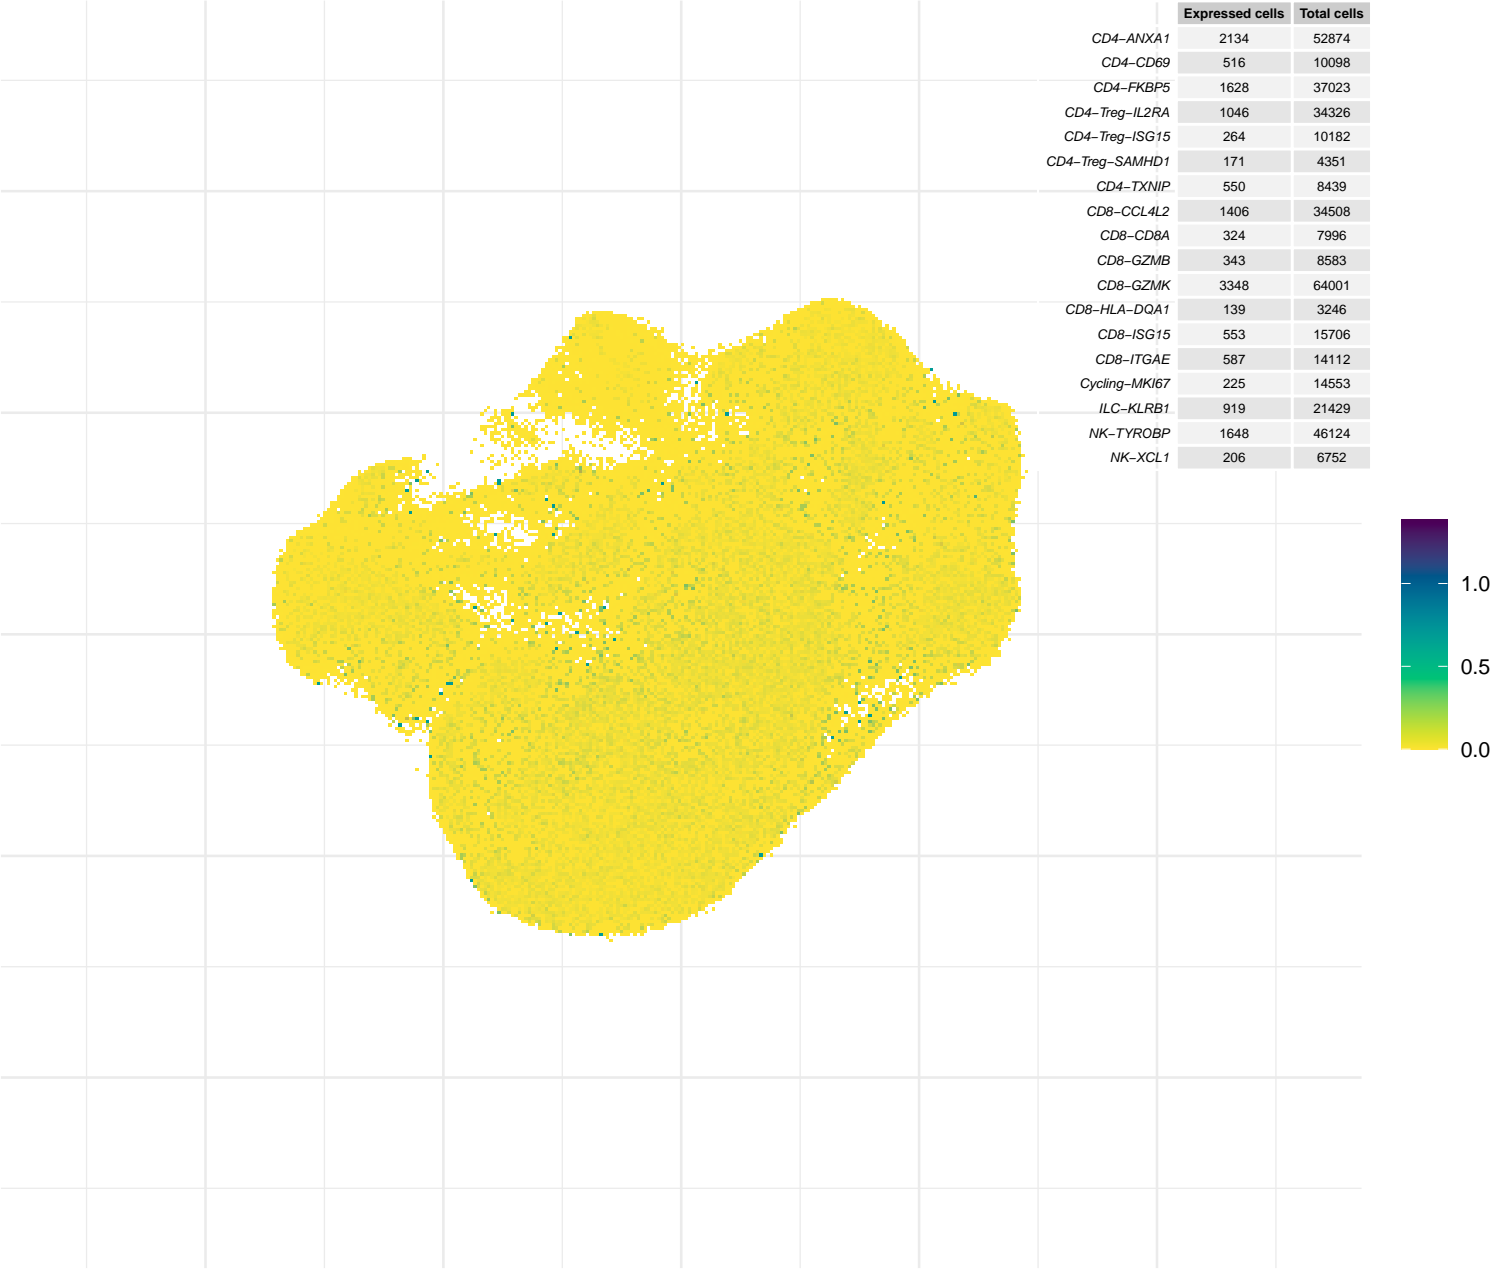 Expressed cells Total cells
CD4−ANXA1 2134 52874
CD4−CD69 516 10098
CD4−FKBP5 1628 37023
CD4−Treg−IL2RA 1046 34326
CD4−Treg−ISG15 264 10182
CD4−Treg−SAMHD1 171 4351
CD4−TXNIP 550 8439
CD8−CCL4L2 1406 34508
CD8−CD8A 324 7996
CD8−GZMB 343 8583
CD8−GZMK 3348 64001
CD8−HLA−DQA1 139 3246
CD8−ISG15 553 15706
CD8−ITGAE 587 14112
Cycling−MKI67 225 14553
ILC−KLRB1 919 21429
NK−TYROBP 1648 46124
NK−XCL1 206 6752
1.0
0.5
0.0